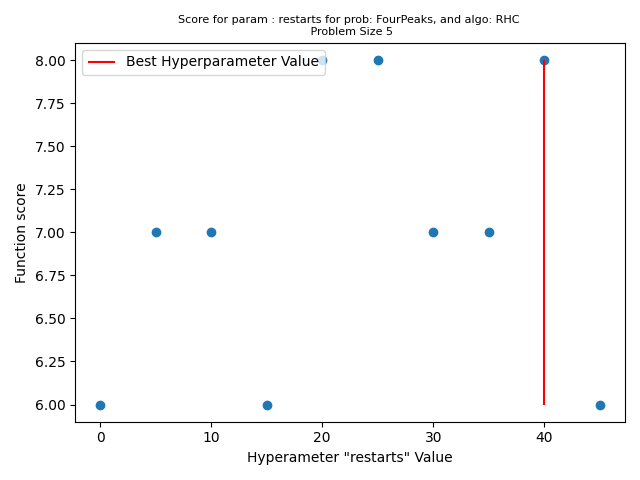 Score for param : restarts for prob: FourPeaks, and algo: RHC
Problem Size 5
Best Hyperparameter Value
8.00
7.75
7.50
7.25
7.00
6.75
6.50
6.25
6.00
Function score
0 10 20 30 40
Hyperameter "restarts" Value